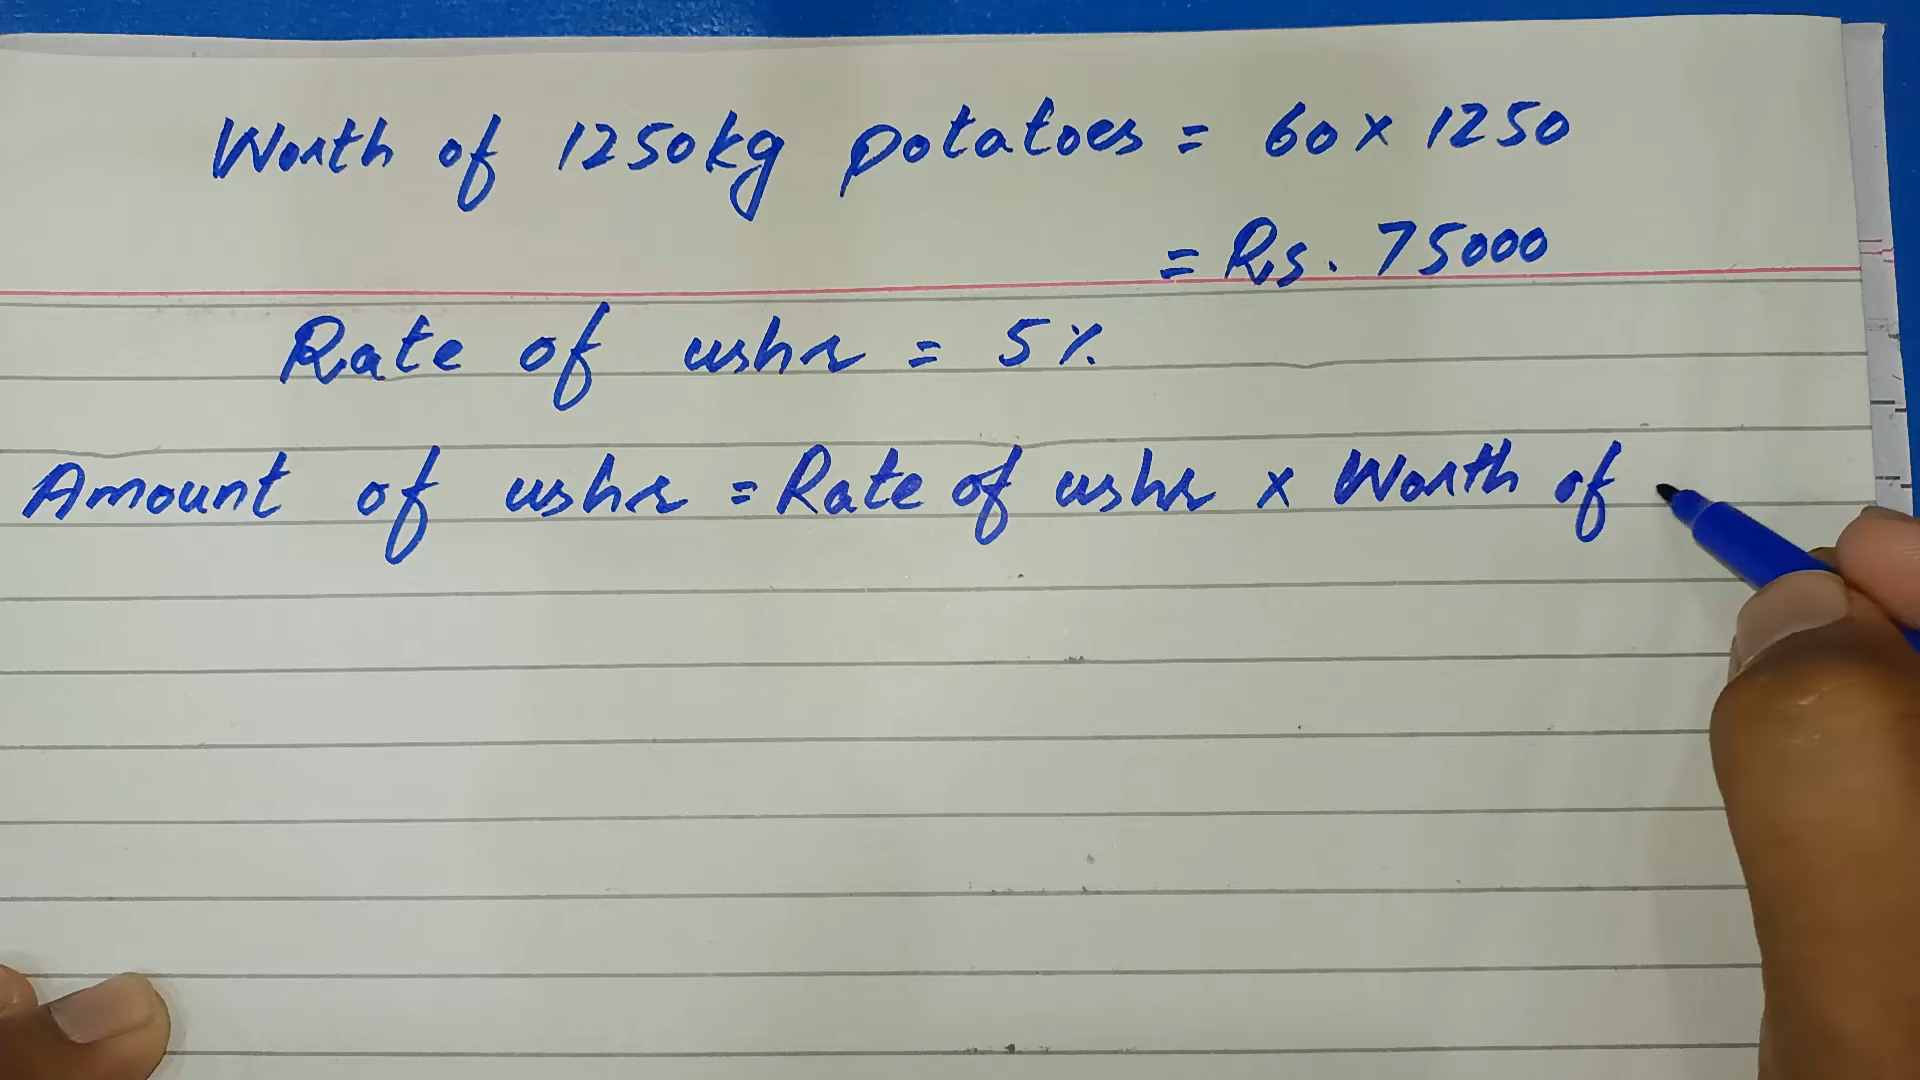 Worth of 1250kg potatoes = 60 × 1250
= Rs. 75000
Rate of ushr = 5%
Amount of ushr = Rate of ushr × Worth of